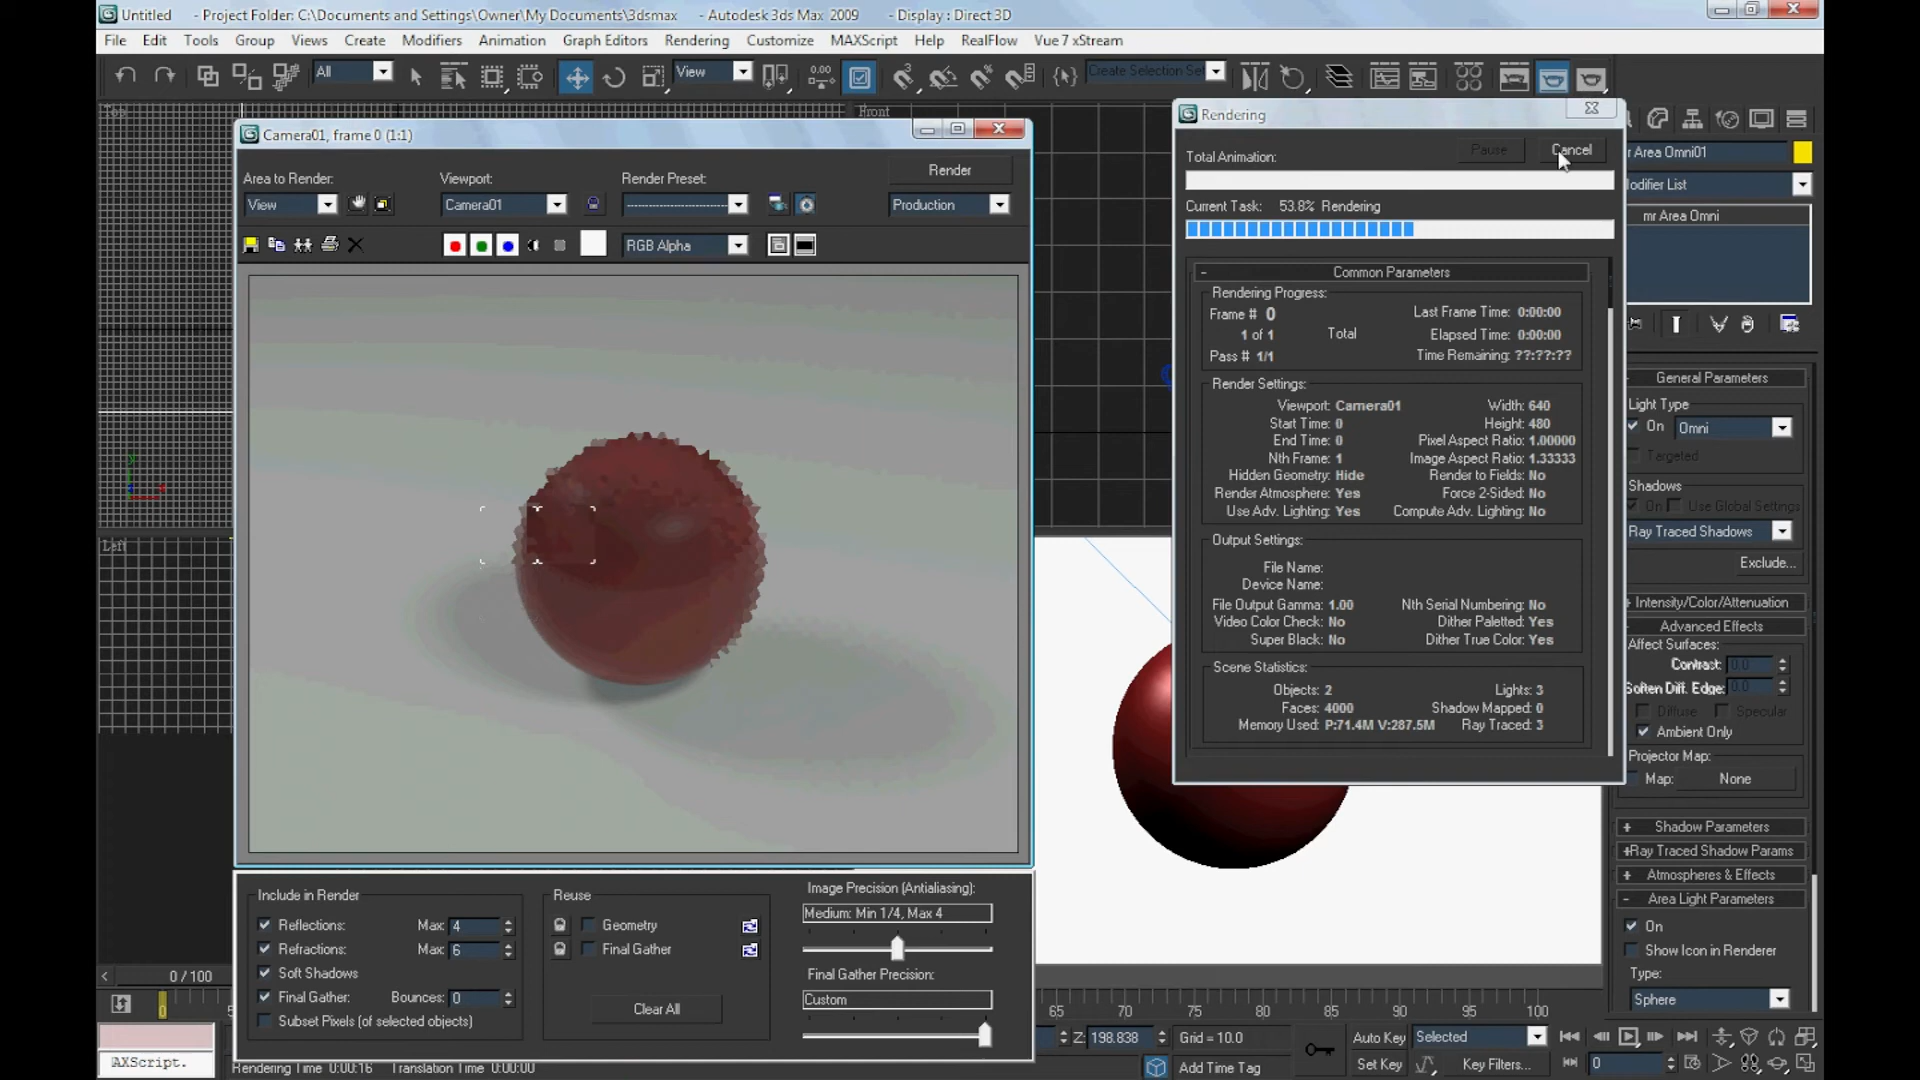 Untitled - Project Folder: C:\Documents and Settings\Owner\My Documents\3dsmax - Autodesk 3ds Max 2009 - Display : Direct 3D
File Edit Tools Group Views Create Modifiers Animation Graph Editors Rendering Customize MAXScript Help RealFlow Vue 7 xStream
All View 0.00 Create Selection Set
Top
Front
Left
Camera01, frame 0 (1:1)
Area to Render: Viewport: Render Preset: Render
View Camera01 Production
RGB Alpha
Include in Render
Reflections: Max: 4
Refractions: Max: 6
Soft Shadows
Final Gather: Bounces: 0
Subset Pixels (of selected objects)
Reuse
Geometry
Final Gather
Clear All
Image Precision (Antialiasing):
Medium: Min 1/4, Max 4
Final Gather Precision:
Custom
Rendering
Total Animation: Pause Cancel
Current Task: 53.8% Rendering
- Common Parameters
Rendering Progress:
Frame # 0 Last Frame Time: 0:00:00
1 of 1 Total Elapsed Time: 0:00:00
Pass # 1/1 Time Remaining: ??:??:??
Render Settings:
Viewport: Camera01 Width: 640
Start Time: 0 Height: 480
End Time: 0 Pixel Aspect Ratio: 1.00000
Nth Frame: 1 Image Aspect Ratio: 1.33333
Hidden Geometry: Hide Render to Fields: No
Render Atmosphere: Yes Force 2-Sided: No
Use Adv. Lighting: Yes Compute Adv. Lighting: No
Output Settings:
File Name:
Device Name:
File Output Gamma: 1.00 Nth Serial Numbering: No
Video Color Check: No Dither Paletted: Yes
Super Black: No Dither True Color: Yes
Scene Statistics:
Objects: 2 Lights: 3
Faces: 4000 Shadow Mapped: 0
Memory Used: P:71.4M V:287.5M Ray Traced: 3
r Area Omni01
odifier List
mr Area Omni
- General Parameters
Light Type
On Omni
Targeted
Shadows
On Use Global Settings
Ray Traced Shadows
Exclude...
+ Intensity/Color/Attenuation
- Advanced Effects
Affect Surfaces:
Contrast: 0.0
Soften Diff. Edge: 0.0
Diffuse Specular
Ambient Only
Projector Map:
Map: None
+ Shadow Parameters
+Ray Traced Shadow Params
+ Atmospheres & Effects
- Area Light Parameters
On
Show Icon in Renderer
Type:
Sphere
< 0 / 100
0 5 65 70 75 80 85 90 95 100
Z: 198.838 Grid = 10.0 Auto Key Selected
AXScript. Rendering Time 0:00:16 Translation Time 0:00:00 Add Time Tag Set Key Key Filters... 0